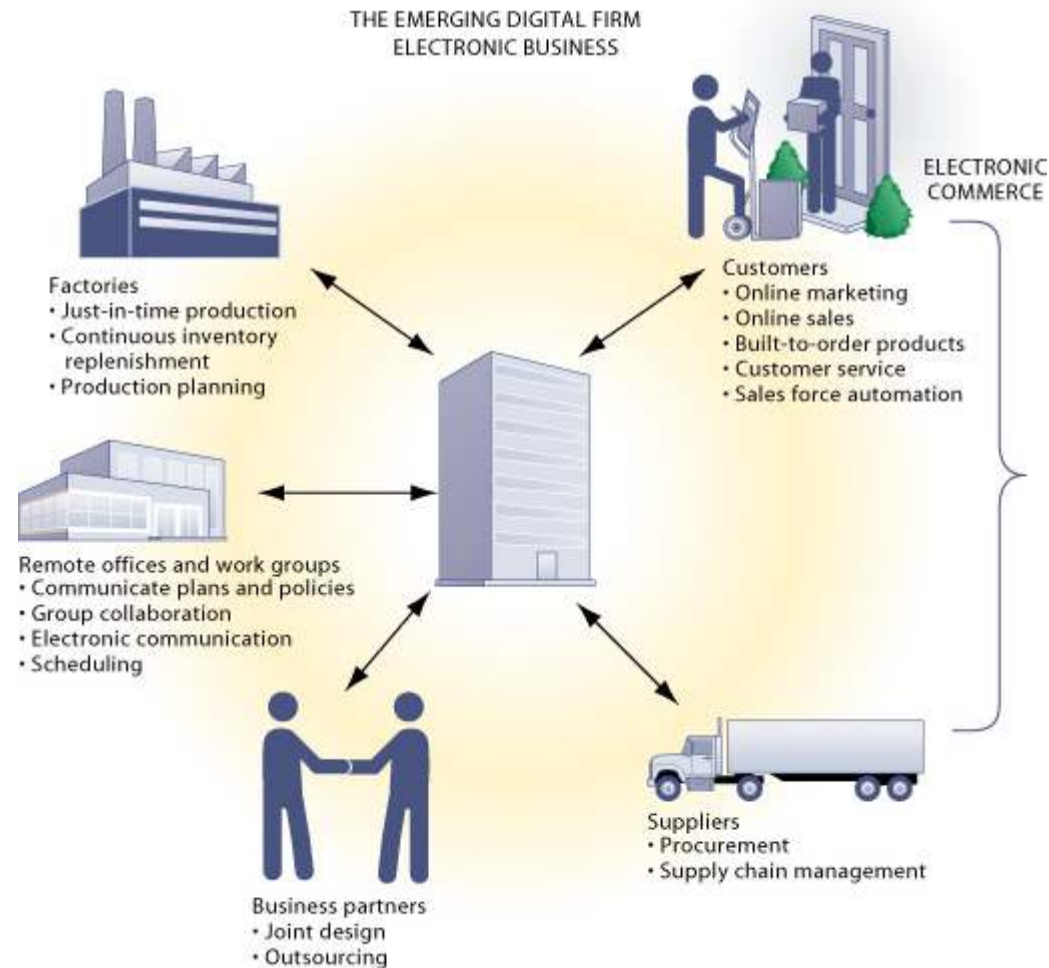 THE EMERGING DIGITAL FIRM
ELECTRONIC BUSINESS
ELECTRONIC
COMMERCE
Factories
• Just-in-time production
• Continuous inventory
replenishment
• Production planning
Customers
• Online marketing
• Online sales
• Built-to-order products
• Customer service
• Sales force automation
Remote offices and work groups
• Communicate plans and policies
• Group collaboration
• Electronic communication
• Scheduling
Business partners
• Joint design
• Outsourcing
Suppliers
• Procurement
• Supply chain management